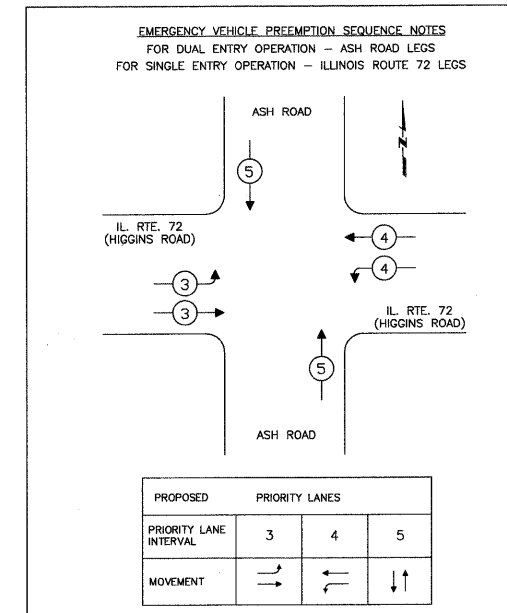 EMERGENCY VEHICLE PREEMPTION SEQUENCE NOTES
FOR DUAL ENTRY OPERATION – ASH ROAD LEGS
FOR SINGLE ENTRY OPERATION – ILLINOIS ROUTE 72 LEGS
ASH ROAD
N
5
IL. RTE. 72
(HIGGINS ROAD)
4
4
3
3
IL. RTE. 72
(HIGGINS ROAD)
5
ASH ROAD
PROPOSED PRIORITY LANES
PRIORITY LANE
INTERVAL
3 4 5
MOVEMENT